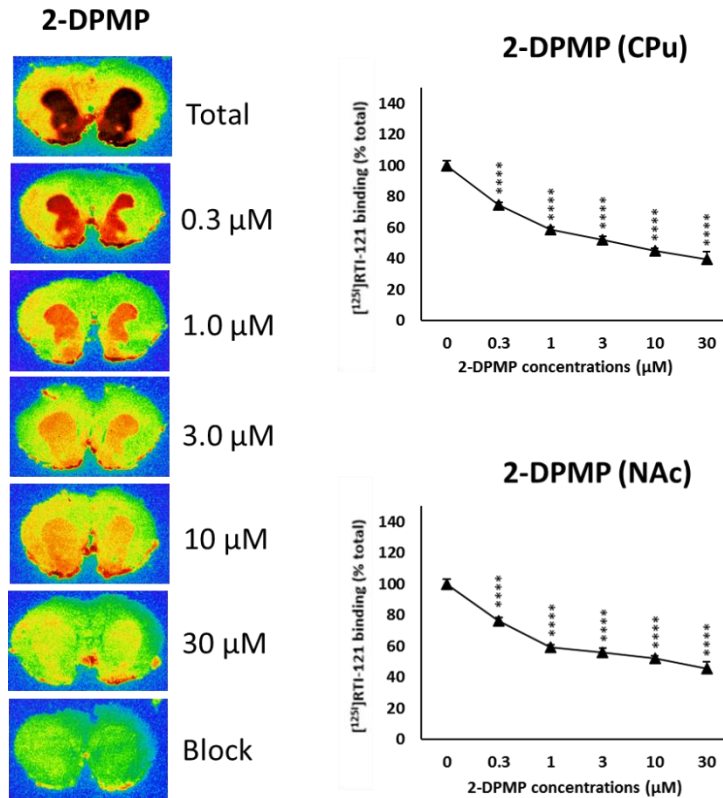 2-DPMP
Total
0.3 µM
1.0 µM
3.0 µM
10 µM
30 µM
Block
2-DPMP (CPu)
[¹²⁵I]RTI-121 binding (% total)
140
120
100
80
60
40
20
0
****
****
****
****
****
0 0.3 1 3 10 30
2-DPMP concentrations (µM)
2-DPMP (NAc)
[¹²⁵I]RTI-121 binding (% total)
140
120
100
80
60
40
20
0
****
****
****
****
****
0 0.3 1 3 10 30
2-DPMP concentrations (µM)